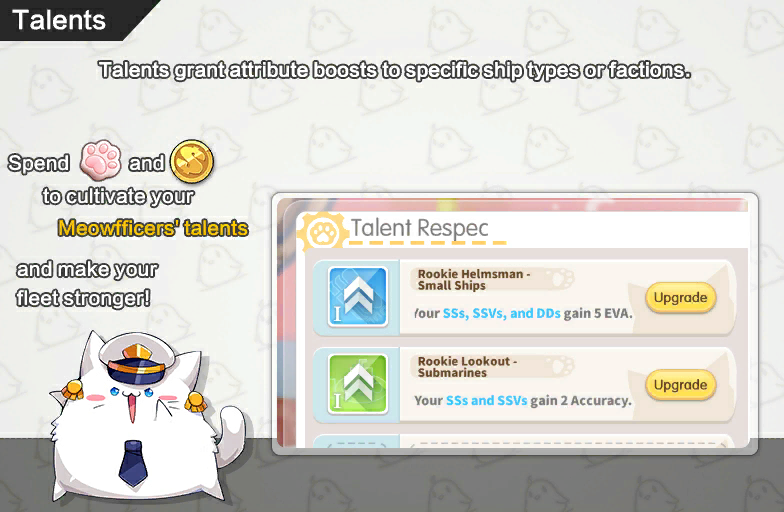 Talents
Talents grant attribute boosts to specific ship types or factions.
Spend and
to cultivate your
Meowfficers' talents
and make your
fleet stronger!
Talent Respec
Rookie Helmsman -
Small Ships
Your SSs, SSVs, and DDs gain 5 EVA.
I
Upgrade
Rookie Lookout -
Submarines
Your SSs and SSVs gain 2 Accuracy.
I
Upgrade